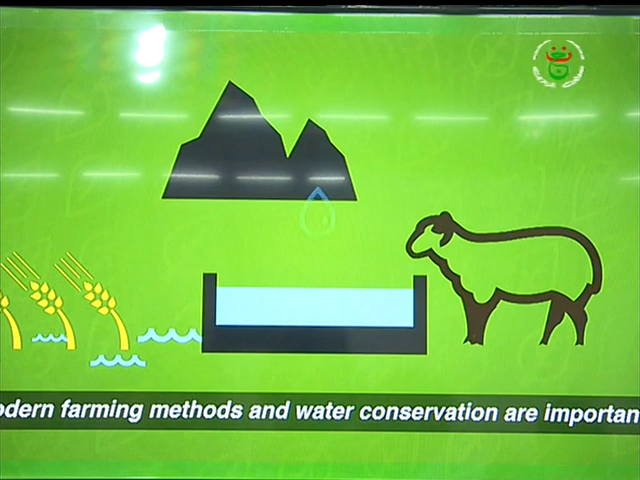 odern farming methods and water conservation are importan